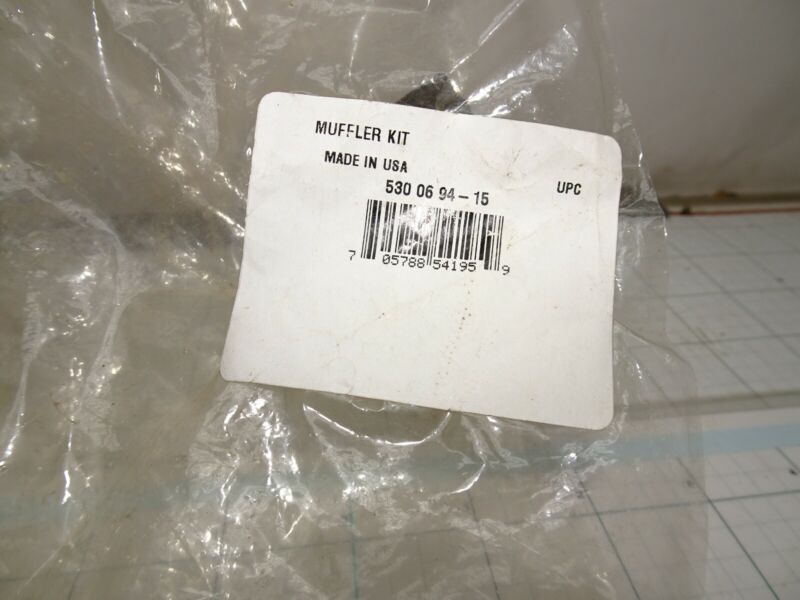 MUFFLER KIT
MADE IN USA
530 06 94-15
UPC
7 05788 54195 9